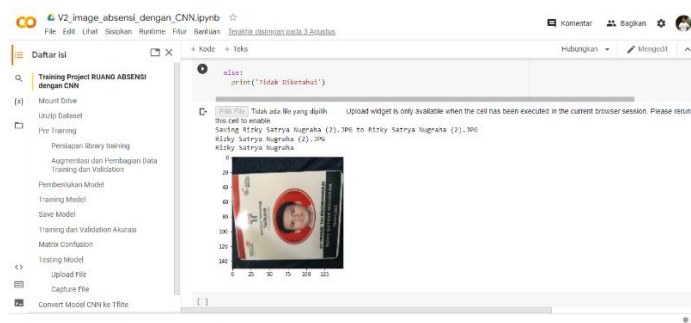 V2_image_absensi_dengan_CNN.ipynb
File Edit Lihat Sisipkan Runtime Fitur Bantuan Terakhir disimpan pada 3 Agustus
Komentar Bagikan
Daftar isi
Training Project RUANG ABSENSI
dengan CNN
Mount Drive
Unzip Dataset
Pre Training
Persiapan library training
Augmentasi dan Pembagian Data
Training dan Validation
Pembentukan Model
Training Model
Save Model
Training dan Validation Akurasi
Matrix Confusion
Testing Model
Upload File
Capture File
Convert Model CNN ke Tflite
+ Kode + Teks
Hubungkan Mengedit
else:
print('Tidak Diketahui')
Pilih File Tidak ada file yang dipilih Upload widget is only available when the cell has been executed in the current browser session. Please rerun
this cell to enable
Saving Rizky Satrya Nugraha (2).JPG to Rizky Satrya Nugraha (2).JPG
Rizky Satrya Nugraha (2).JPG
Rizky Satrya Nugraha
0
20
40
60
80
100
120
140
0 25 50 75 100 125
[ ]